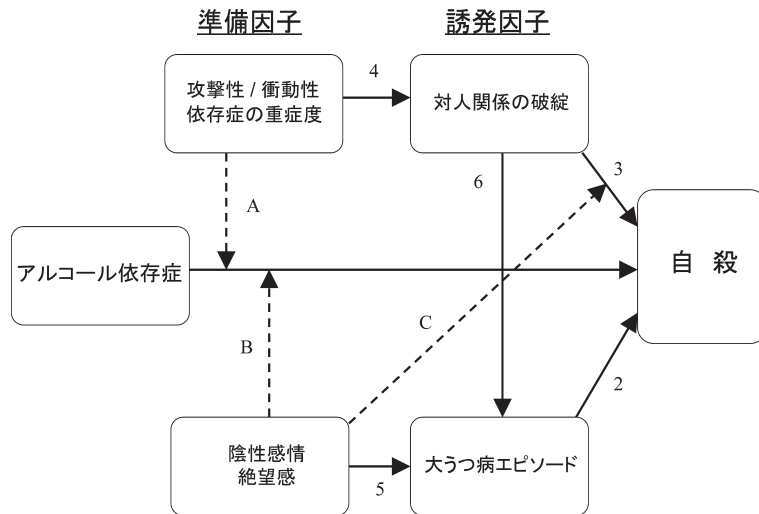 準備因子
誘発因子
攻撃性 / 衝動性
依存症の重症度
4
対人関係の破綻
3
6
A
アルコール依存症
自 殺
B
C
2
陰性感情
絶望感
5
大うつ病エピソード